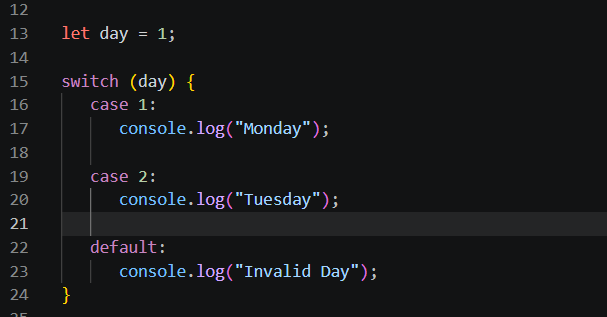 12
13 let day = 1;
14
15 switch (day) {
16 case 1:
17 console.log("Monday");
18
19 case 2:
20 console.log("Tuesday");
21
22 default:
23 console.log("Invalid Day");
24 }
25